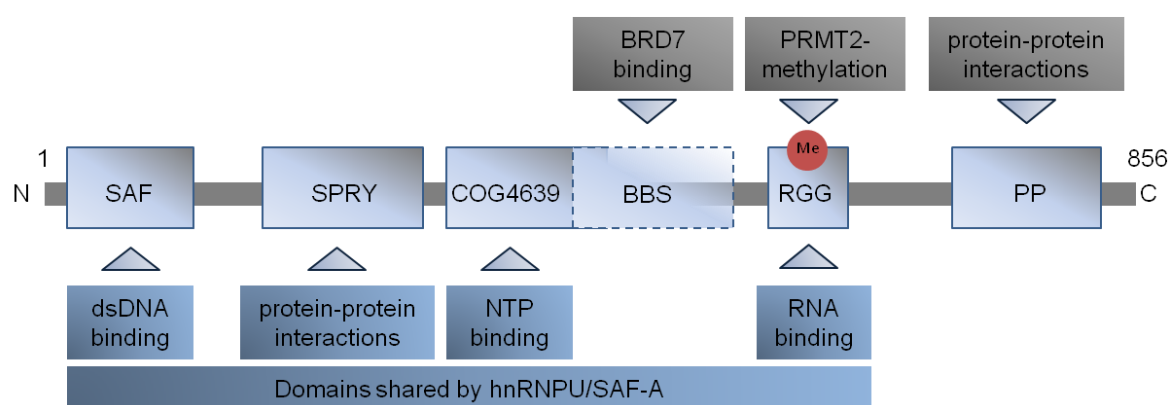 BRD7
binding
PRMT2-
methylation
protein-protein
interactions
1
856
N
SAF
SPRY
COG4639
BBS
Me
RGG
PP
C
dsDNA
binding
protein-protein
interactions
NTP
binding
RNA
binding
Domains shared by hnRNPU/SAF-A